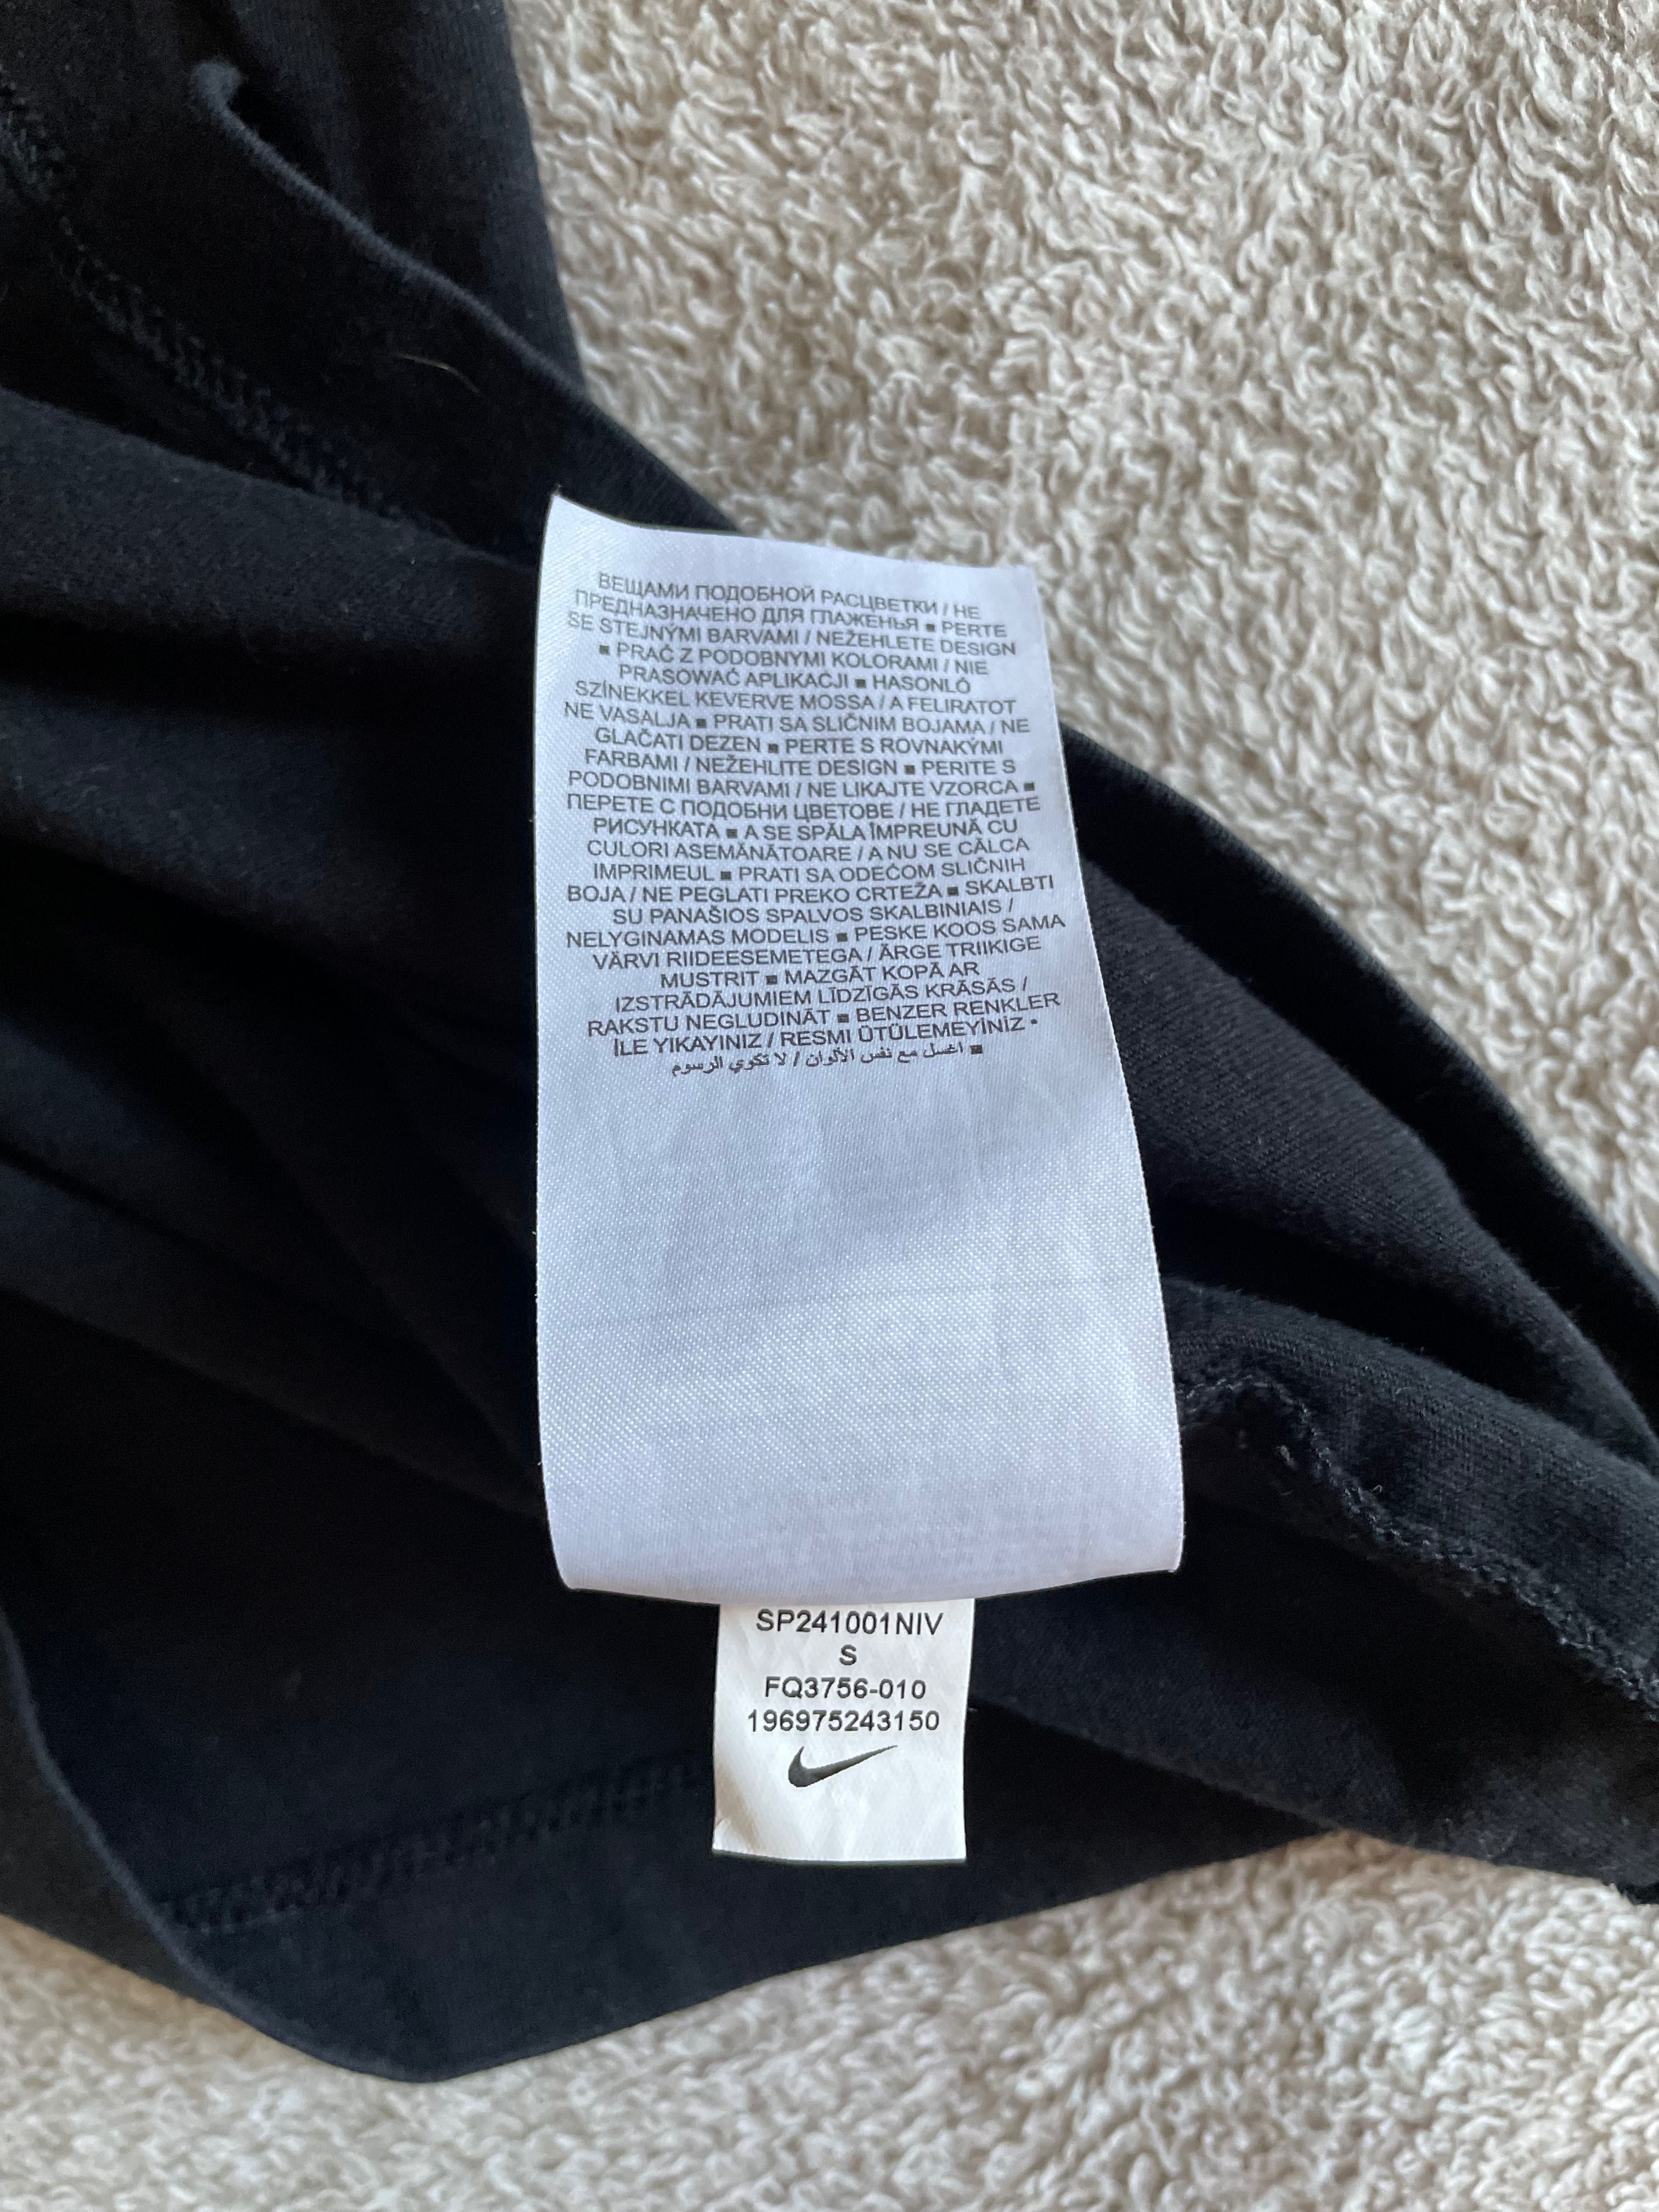 ВЕЩАМИ ПОДОБНОЙ РАСЦВЕТКИ / НЕ
ПРЕДНАЗНАЧЕНО ДЛЯ ГЛАЖЕНЬЯ ■ PERTE
SE STEJNÝMI BARVAMI / NEŽEHLETE DESIGN
■ PRAĆ Z PODOBNYMI KOLORAMI / NIE
PRASOWAĆ APLIKACJI ■ HASONLÓ
SZÍNEKKEL KEVERVE MOSSA / A FELIRATOT
NE VASALJA ■ PRATI SA SLIČNIM BOJAMA / NE
GLAČATI DEZEN ■ PERTE S ROVNAKÝMI
FARBAMI / NEŽEHLITE DESIGN ■ PERITE S
PODOBNIMI BARVAMI / NE LIKAJTE VZORCA ■
ПЕРЕТЕ С ПОДОБНИ ЦВЕТОВЕ / НЕ ГЛАДЕТЕ
РИСУНКАТА ■ A SE SPĂLA ÎMPREUNĂ CU
CULORI ASEMĂNĂTOARE / A NU SE CĂLCA
IMPRIMEUL ■ PRATI SA ODEĆOM SLIČNIH
BOJA / NE PEGLATI PREKO CRTEŽA ■ SKALBTI
SU PANAŠIOS SPALVOS SKALBINIAIS /
NELYGINAMAS MODELIS ■ PESKE KOOS SAMA
VÄRVI RIIDEESEMETEGA / ÄRGE TRIIKIGE
MUSTRIT ■ MAZGĀT KOPĀ AR
IZSTRĀDĀJUMIEM LĪDZĪGĀS KRĀSĀS /
RAKSTU NEGLUDINĀT ■ BENZER RENKLER
İLE YIKAYINIZ / RESMI ÜTÜLEMEYİNİZ •
■ اغسل مع نفس الألوان / لا تكوي الرسوم
SP241001NIV
S
FQ3756-010
196975243150